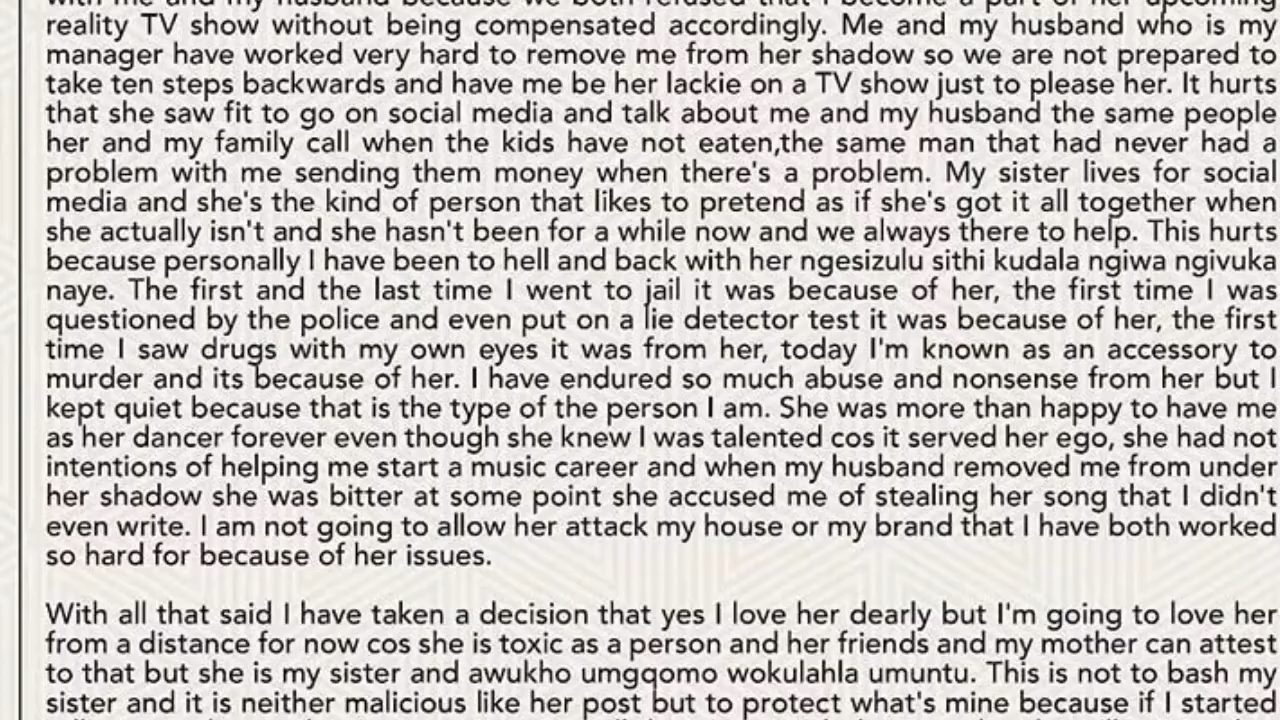 with me and my husband because we both refused that I become a part of her upcoming
reality TV show without being compensated accordingly. Me and my husband who is my
manager have worked very hard to remove me from her shadow so we are not prepared to
take ten steps backwards and have me be her lackie on a TV show just to please her. It hurts
that she saw fit to go on social media and talk about me and my husband the same people
her and my family call when the kids have not eaten,the same man that had never had a
problem with me sending them money when there's a problem. My sister lives for social
media and she's the kind of person that likes to pretend as if she's got it all together when
she actually isn't and she hasn't been for a while now and we always there to help. This hurts
because personally I have been to hell and back with her ngesizulu sithi kudala ngiwa ngivuka
naye. The first and the last time I went to jail it was because of her, the first time I was
questioned by the police and even put on a lie detector test it was because of her, the first
time I saw drugs with my own eyes it was from her, today I'm known as an accessory to
murder and its because of her. I have endured so much abuse and nonsense from her but I
kept quiet because that is the type of the person I am. She was more than happy to have me
as her dancer forever even though she knew I was talented cos it served her ego, she had not
intentions of helping me start a music career and when my husband removed me from under
her shadow she was bitter at some point she accused me of stealing her song that I didn't
even write. I am not going to allow her attack my house or my brand that I have both worked
so hard for because of her issues.
With all that said I have taken a decision that yes I love her dearly but I'm going to love her
from a distance for now cos she is toxic as a person and her friends and my mother can attest
to that but she is my sister and awukho umgqomo wokulahla umuntu. This is not to bash my
sister and it is neither malicious like her post but to protect what's mine because if I started